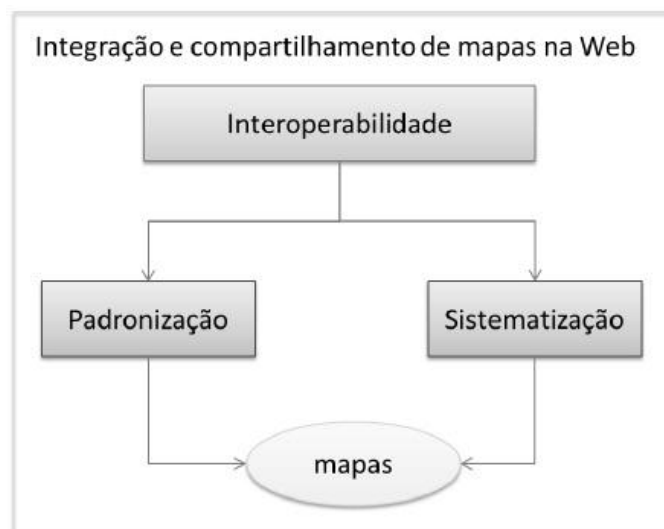 Integração e compartilhamento de mapas na Web
Interoperabilidade
Padronização
Sistematização
mapas